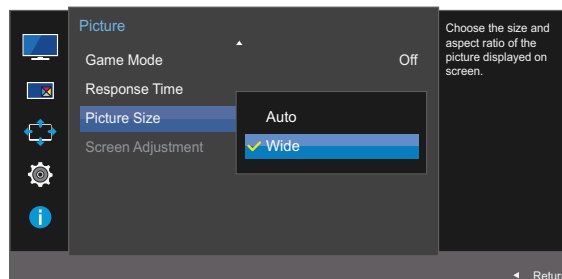 Picture
Game Mode Off
Response Time
Picture Size
Auto
Screen Adjustment
Wide
Choose the size and
aspect ratio of the
picture displayed on
screen.
Return